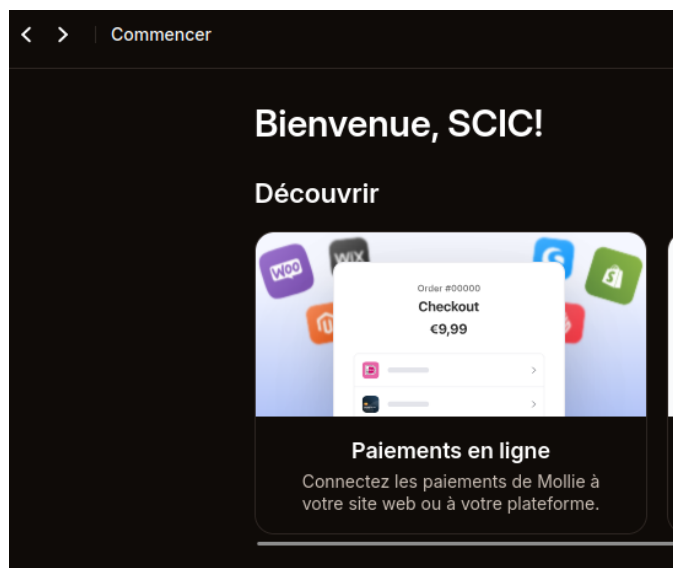 Commencer
Bienvenue, SCIC!
Découvrir
Woo
WIX
Order #00000
Checkout
€9,99
Paiements en ligne
Connectez les paiements de Mollie à
votre site web ou à votre plateforme.